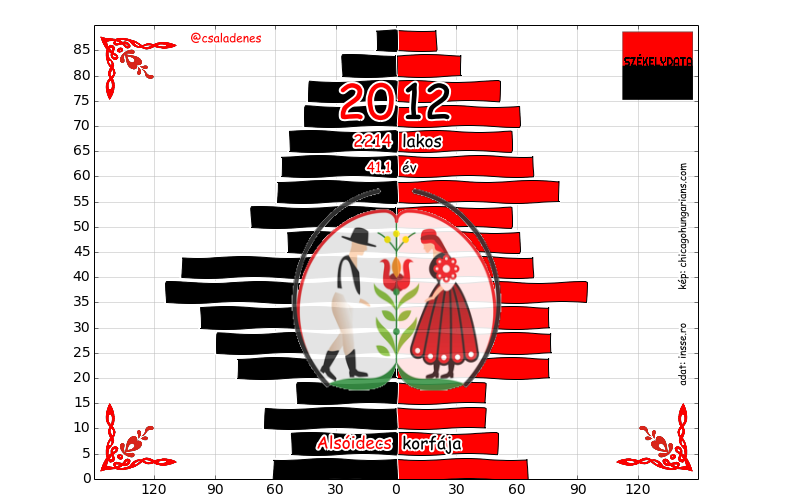 @csaladenes
SZÉKELYDATA
2012
2214 lakos
41.1 év
kép: chicagohungarians.com
adat: insse.ro
Alsóidecs korfája
85
80
75
70
65
60
55
50
45
40
35
30
25
20
15
10
5
0
120 90 60 30 0 30 60 90 120